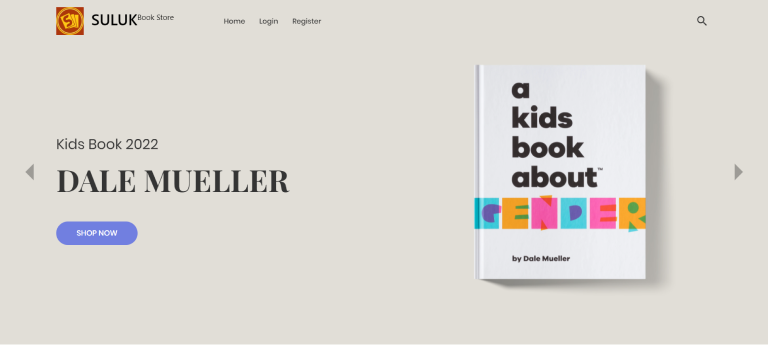 SULUK Book Store
Home Login Register
Kids Book 2022
DALE MUELLER
SHOP NOW
a
kids
book
about™
GENDER
by Dale Mueller